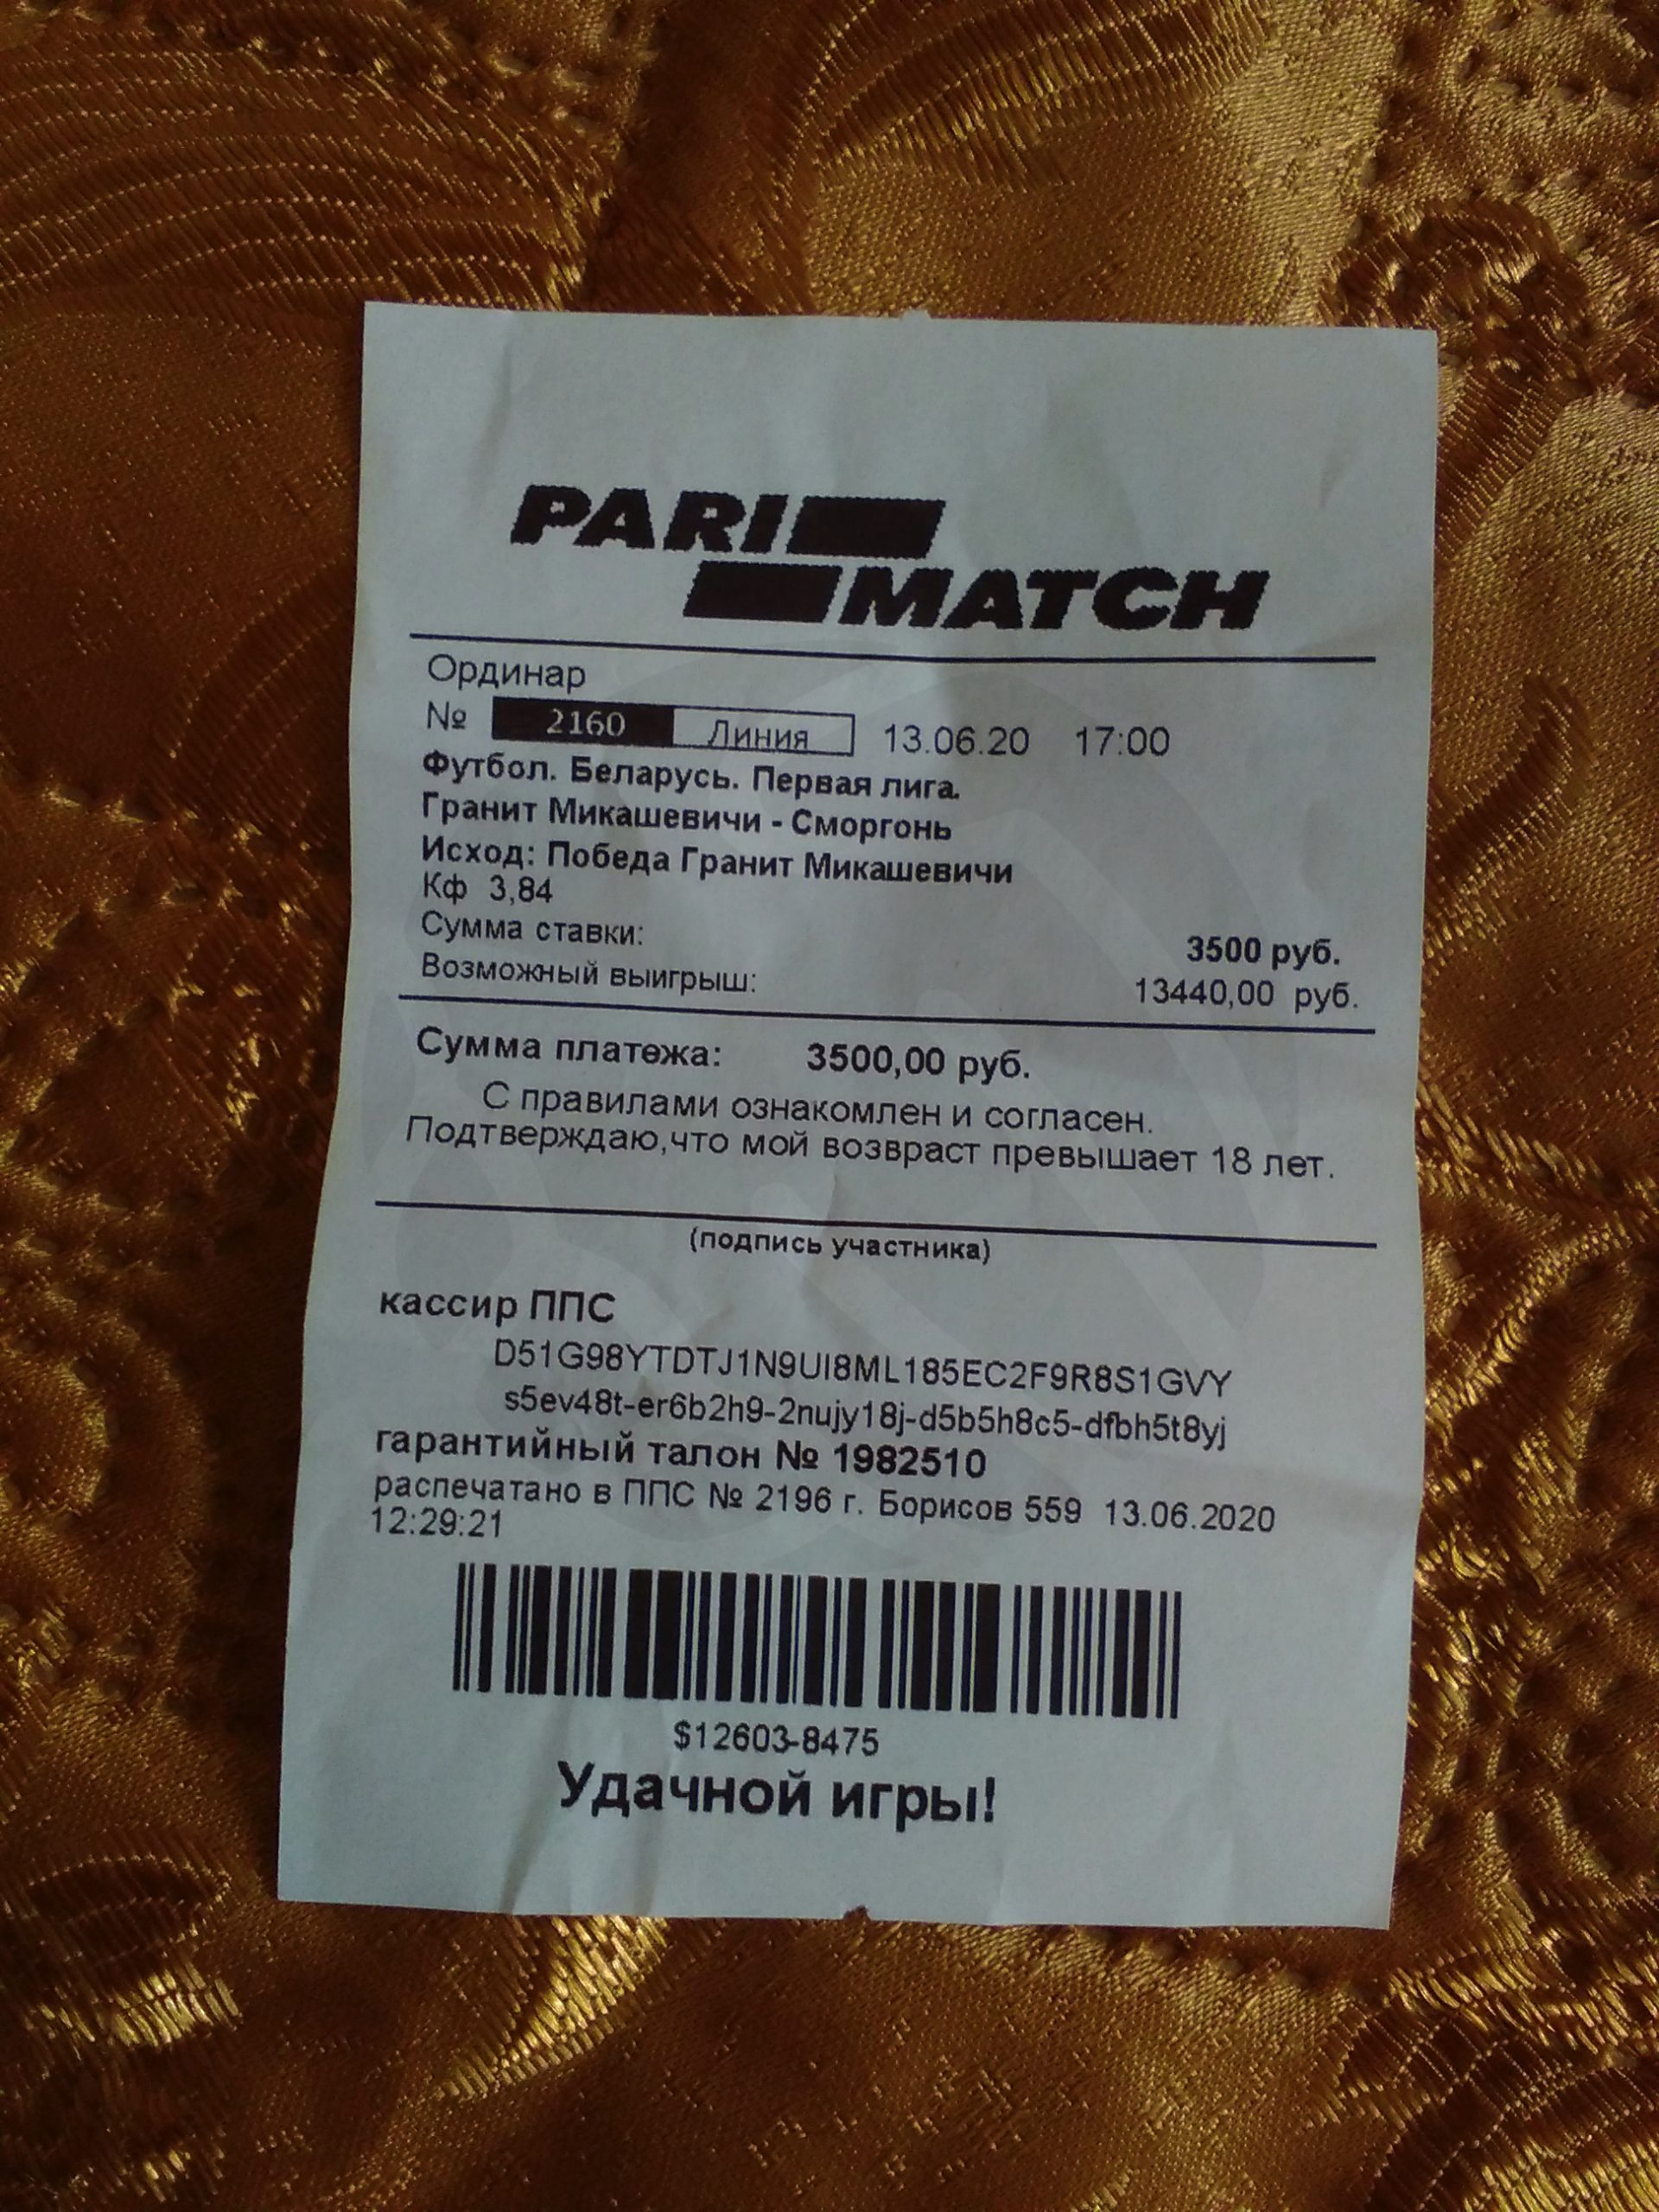 PARI
MATCH
Ординар
№ 2160 Линия 13.06.20 17:00
Футбол. Беларусь. Первая лига.
Гранит Микашевичи - Сморгонь
Исход: Победа Гранит Микашевичи
Кф 3,84
Сумма ставки: 3500 руб.
Возможный выигрыш: 13440,00 руб.
Сумма платежа: 3500,00 руб.
С правилами ознакомлен и согласен.
Подтверждаю,что мой возвраст превышает 18 лет.
(подпись участника)
кассир ППС
D51G98YTDTJ1N9UI8ML185EC2F9R8S1GVY
s5ev48t-er6b2h9-2nujy18j-d5b5h8c5-dfbh5t8yj
гарантийный талон № 1982510
распечатано в ППС № 2196 г. Борисов 559 13.06.2020
12:29:21
$12603-8475
Удачной игры!